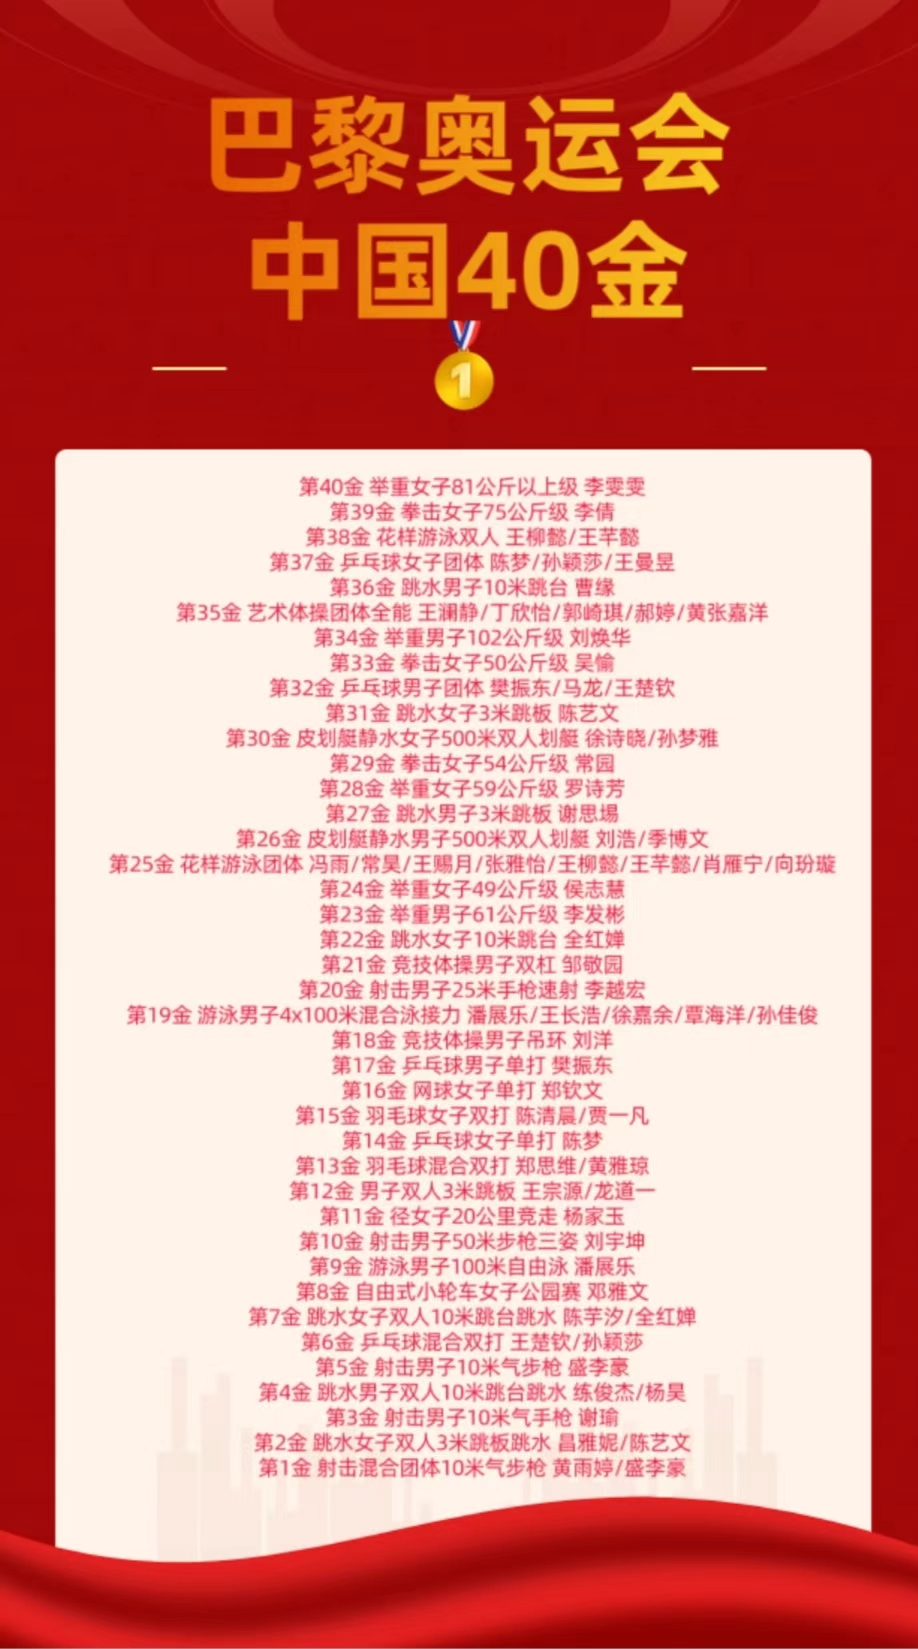 巴黎奥运会
中国40金
1
第40金 举重女子81公斤以上级 李雯雯
第39金 拳击女子75公斤级 李倩
第38金 花样游泳双人 王柳懿/王芊懿
第37金 乒乓球女子团体 陈梦/孙颖莎/王曼昱
第36金 跳水男子10米跳台 曹缘
第35金 艺术体操团体全能 王澜静/丁欣怡/郭崎琪/郝婷/黄张嘉洋
第34金 举重男子102公斤级 刘焕华
第33金 拳击女子50公斤级 吴愉
第32金 乒乓球男子团体 樊振东/马龙/王楚钦
第31金 跳水女子3米跳板 陈艺文
第30金 皮划艇静水女子500米双人划艇 徐诗晓/孙梦雅
第29金 拳击女子54公斤级 常园
第28金 举重女子59公斤级 罗诗芳
第27金 跳水男子3米跳板 谢思埸
第26金 皮划艇静水男子500米双人划艇 刘浩/季博文
第25金 花样游泳团体 冯雨/常昊/王赐月/张雅怡/王柳懿/王芊懿/肖雁宁/向玢璇
第24金 举重女子49公斤级 侯志慧
第23金 举重男子61公斤级 李发彬
第22金 跳水女子10米跳台 全红婵
第21金 竞技体操男子双杠 邹敬园
第20金 射击男子25米手枪速射 李越宏
第19金 游泳男子4x100米混合泳接力 潘展乐/王长浩/徐嘉余/覃海洋/孙佳俊
第18金 竞技体操男子吊环 刘洋
第17金 乒乓球男子单打 樊振东
第16金 网球女子单打 郑钦文
第15金 羽毛球女子双打 陈清晨/贾一凡
第14金 乒乓球女子单打 陈梦
第13金 羽毛球混合双打 郑思维/黄雅琼
第12金 男子双人3米跳板 王宗源/龙道一
第11金 径女子20公里竞走 杨家玉
第10金 射击男子50米步枪三姿 刘宇坤
第9金 游泳男子100米自由泳 潘展乐
第8金 自由式小轮车女子公园赛 邓雅文
第7金 跳水女子双人10米跳台跳水 陈芋汐/全红婵
第6金 乒乓球混合双打 王楚钦/孙颖莎
第5金 射击男子10米气步枪 盛李豪
第4金 跳水男子双人10米跳台跳水 练俊杰/杨昊
第3金 射击男子10米气手枪 谢瑜
第2金 跳水女子双人3米跳板跳水 昌雅妮/陈艺文
第1金 射击混合团体10米气步枪 黄雨婷/盛李豪